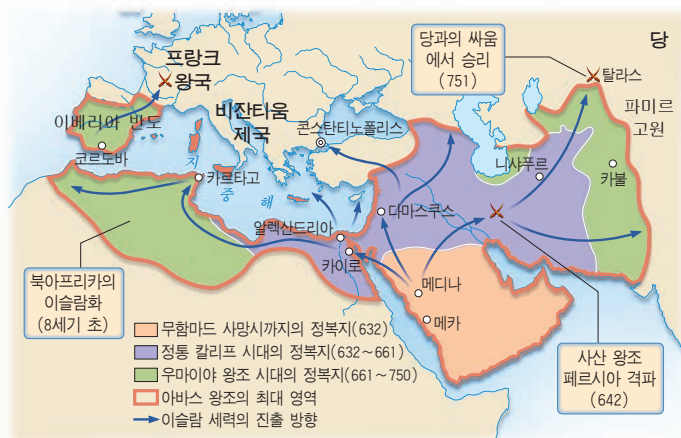 당과의 싸움
에서 승리
(751)
당
탈라스
프랑크
왕국
파미르
고원
이베리아 반도
비잔티움
제국
콘스탄티노폴리스
코르도바
지
중
해
카르타고
니샤푸르
카불
다마스쿠스
알렉산드리아
카이로
메디나
메카
북아프리카의
이슬람화
(8세기 초)
사산 왕조
페르시아 격파
(642)
무함마드 사망시까지의 정복지(632)
정통 칼리프 시대의 정복지(632~661)
우마이야 왕조 시대의 정복지(661~750)
아바스 왕조의 최대 영역
이슬람 세력의 진출 방향